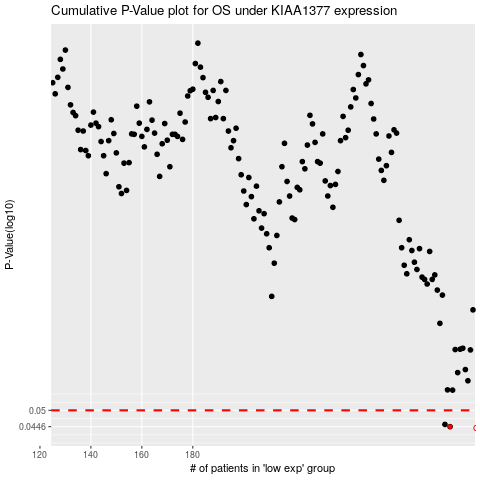 Cumulative P-Value plot for OS under KIAA1377 expression
P-Value(log10)
0.05
0.0446
120
140
160
180
# of patients in 'low exp' group